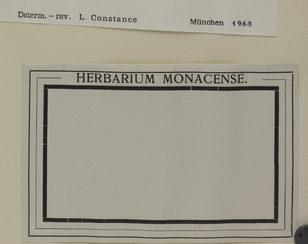 Determ. – rev. L. Constance München 1963
HERBARIUM MONACENSE.